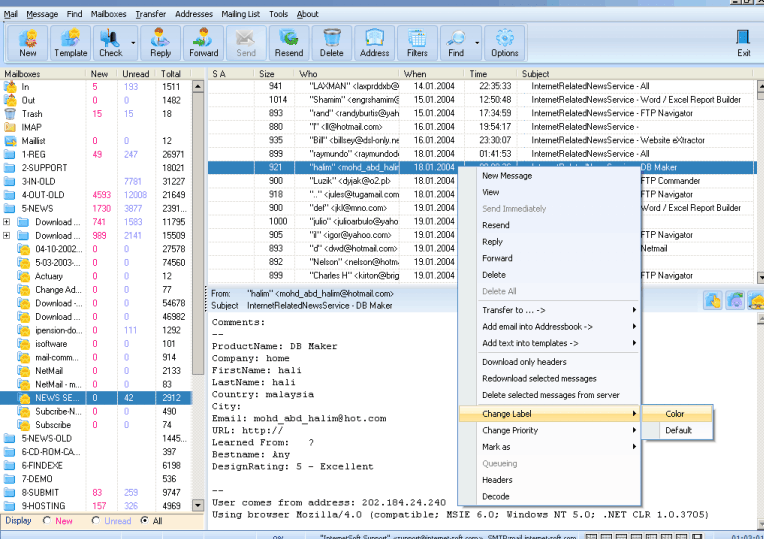 Mail Message Find Mailboxes Transfer Addresses Mailing List Tools About
New Template Check Reply Forward Send Resend Delete Address Filters Find Options Exit
Mailboxes New Unread Toltal
In 5 193 1511
Out 0 0 1482
Trash 15 15 18
IMAP
Maillist 0 0 12
1-REG 49 247 26971
2-SUPPORT 18021
3-IN-OLD 7781 31227
4-OUT-OLD 4593 12008 21649
5-NEWS 1730 3877 2391...
Download ... 741 1583 11795
Download ... 989 2141 15509
04-10-2002... 0 0 27578
5-03-2003-... 0 0 74560
Actuary 0 0 12
Change Ad... 0 0 77
Download -... 0 0 54678
Download ... 0 0 46982
ipension-do... 0 111 1292
isoftware 0 0 101
mail-comm... 0 0 914
NetMail 0 0 2133
NetMail - m... 0 0 83
NEWS SE... 0 42 2912
Subcribe-N... 0 0 490
Subscribe 0 0 74
5-NEWS-OLD 1445...
6-CD-ROM-CA... 397
6-FINDEXE 6198
7-DEMO 536
8-SUBMIT 83 259 9747
9-HOSTING 157 326 4969
Display New Unread All
S A Size Who When Time Subject
941 "LAXMAN" <laxprddxb@ 14.01.2004 22:35:33 InternetRelatedNewsService - All
1014 "Shamim" <engrshamim@ 15.01.2004 12:50:48 InternetRelatedNewsService - Word / Excel Report Builder
893 "rand" <randyburtis@yah 15.01.2004 17:34:59 InternetRelatedNewsService - FTP Navigator
880 "l" <ll@hotmail.com> 16.01.2004 19:54:17 InternetRelatedNewsService -
935 "Bill" <billsey@dsl-only.ne 16.01.2004 23:30:07 InternetRelatedNewsService - Website eXtractor
899 "raymundo" <raymundod@ 18.01.2004 01:41:53 InternetRelatedNewsService - All
921 "halim" <mohd_abd_hali 18.01.2004 DB Maker
900 "Luzik" <dyjak@o2.pl> 18.01.2004 FTP Commander
918 ".." <jules@tugamail.com 18.01.2004 FTP Navigator
900 "def" <jkl@mno.com> 18.01.2004 Word / Excel Report Builder
1000 "julio" <julioarbulo@yaho 19.01.2004
905 "il" <igor@yahoo.com> 19.01.2004 FTP Navigator
893 "d" <dwd@hotmail.com> 19.01.2004 Netmail
892 "Nelson" <nelson@hotma 19.01.2004
899 "Charles H" <kirton@brig 19.01.2004 FTP Navigator
New Message
View
Send Immediately
Resend
Reply
Forward
Delete
Delete All
Transfer to ... ->
Add email into Addressbook ->
Add text into templates ->
Download only headers
Redownload selected messages
Delete selected messages from server
Change Label
Change Priority
Mark as
Queueing
Headers
Decode
Color
Default
From: "halim" <mohd_abd_halim@hotmail.com>
Subject InternetRelatedNewsService - DB Maker
Comments:
--
ProductName: DB Maker
Company: home
FirstName: hali
LastName: hali
Country: malaysia
City:
Email: mohd_abd_halim@hot.com
URL: http://
Learned From: ?
Bestname: Any
DesignRating: 5 - Excellent
--
User comes from address: 202.184.24.240
Using browser Mozilla/4.0 (compatible; MSIE 6.0; Windows NT 5.0; .NET CLR 1.0.3705)
0% "InternetSoft Support" <support@internet-soft.com> SMTP:mail.internet-soft.com